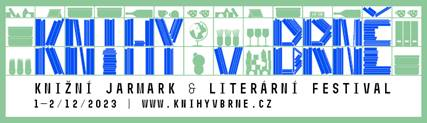 KNIHY V BRNĚ
KNIŽNÍ JARMARK & LITERÁRNÍ FESTIVAL
1–2/12/2023 | WWW.KNIHYVBRNE.CZ